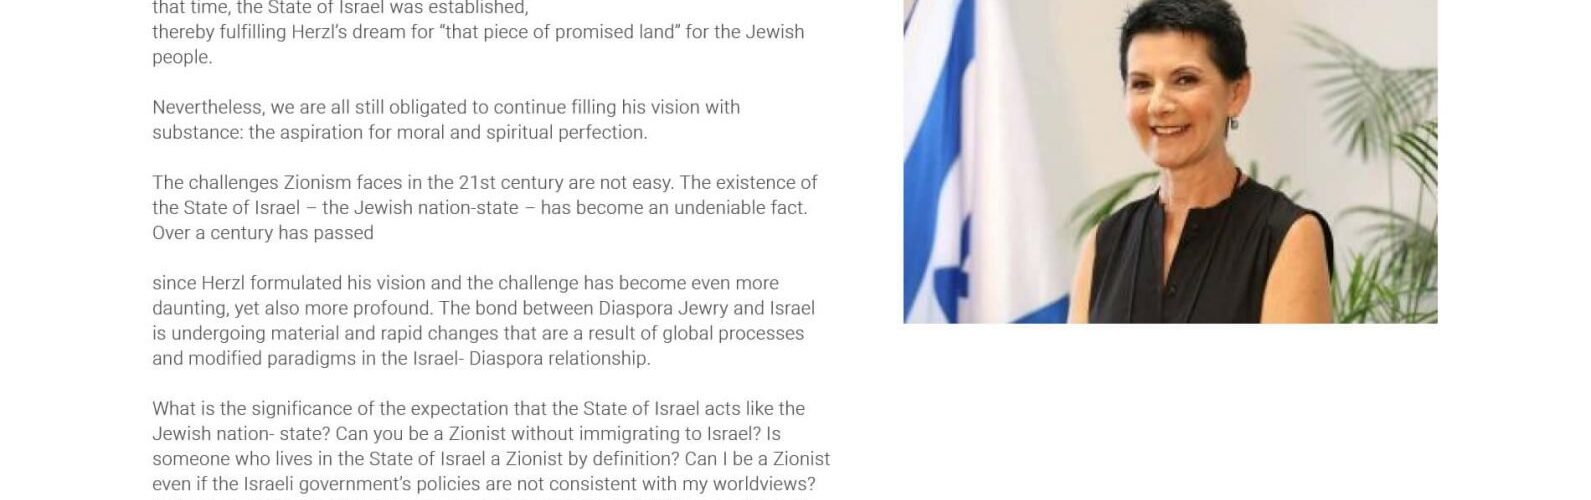 that time, the State of Israel was established,
thereby fulfilling Herzl’s dream for “that piece of promised land” for the Jewish
people.
Nevertheless, we are all still obligated to continue filling his vision with
substance: the aspiration for moral and spiritual perfection.
The challenges Zionism faces in the 21st century are not easy. The existence of
the State of Israel – the Jewish nation-state – has become an undeniable fact.
Over a century has passed
since Herzl formulated his vision and the challenge has become even more
daunting, yet also more profound. The bond between Diaspora Jewry and Israel
is undergoing material and rapid changes that are a result of global processes
and modified paradigms in the Israel- Diaspora relationship.
What is the significance of the expectation that the State of Israel acts like the
Jewish nation- state? Can you be a Zionist without immigrating to Israel? Is
someone who lives in the State of Israel a Zionist by definition? Can I be a Zionist
even if the Israeli government’s policies are not consistent with my worldviews?